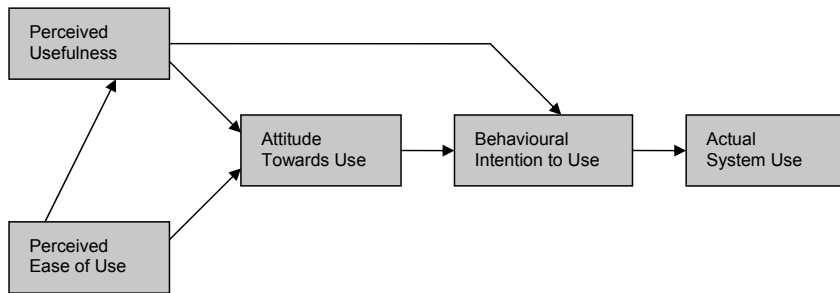 Perceived
Usefulness
Attitude
Towards Use
Behavioural
Intention to Use
Actual
System Use
Perceived
Ease of Use